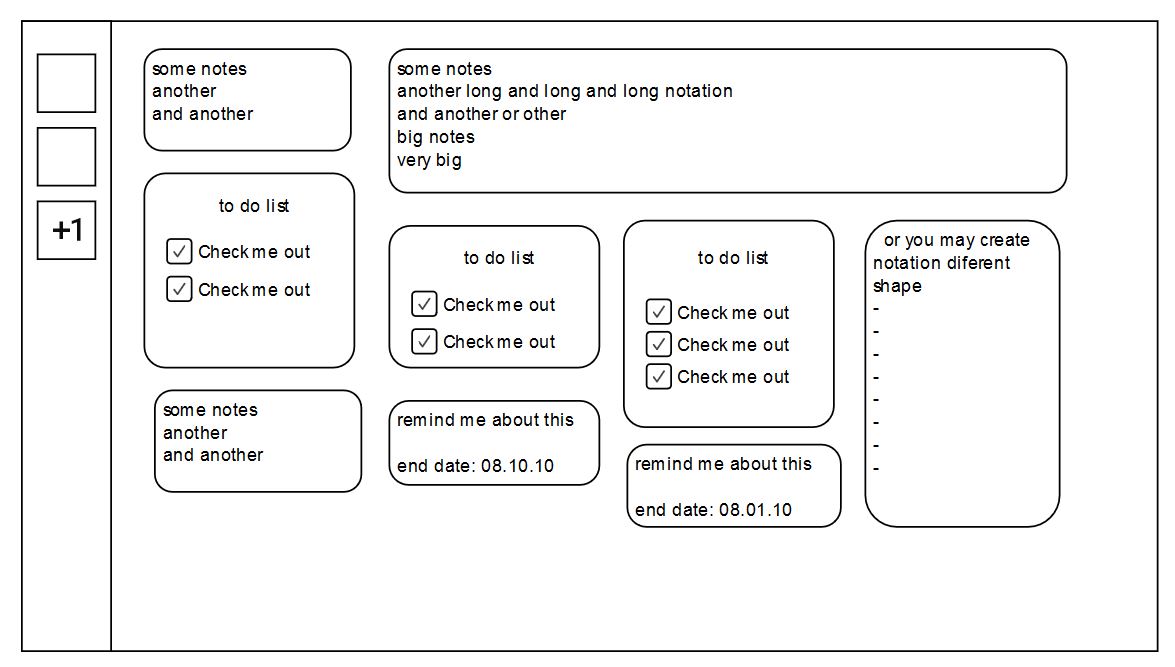 +1
some notes
another
and another
some notes
another long and long and long notation
and another or other
big notes
very big
to do list
Check me out
Check me out
to do list
Check me out
Check me out
to do list
Check me out
Check me out
Check me out
or you may create
notation diferent
shape
-
-
-
-
-
-
-
-
some notes
another
and another
remind me about this
end date: 08.10.10
remind me about this
end date: 08.01.10